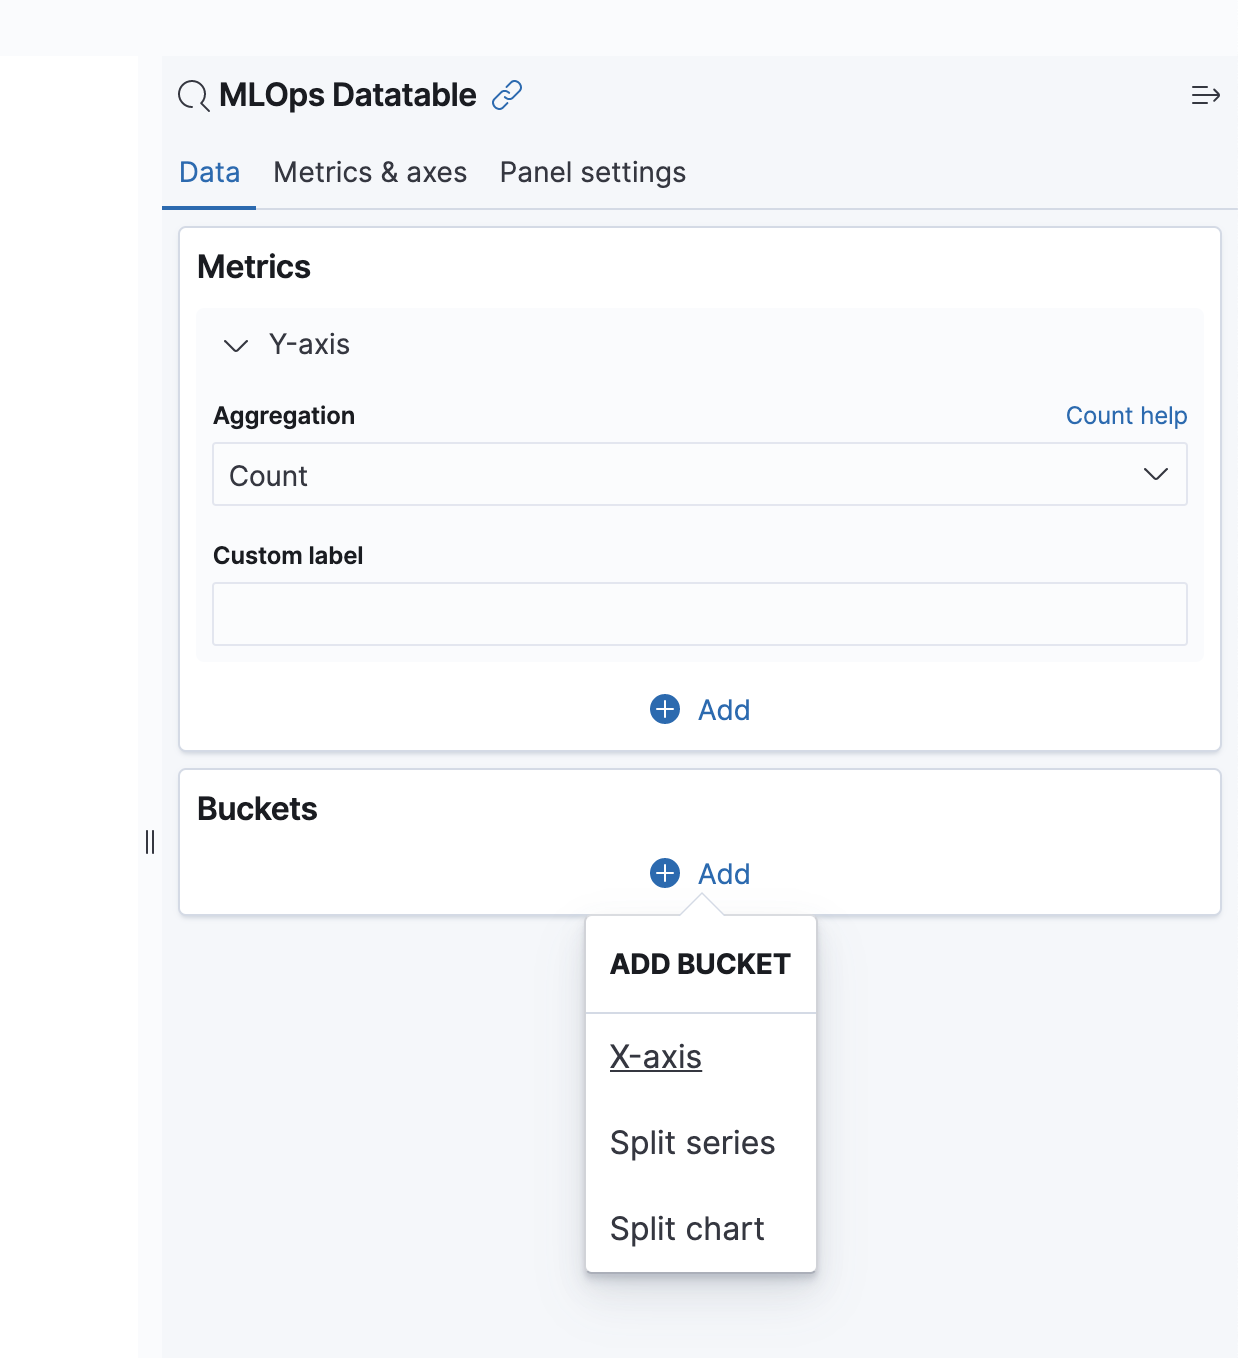 MLOps Datatable
Data Metrics & axes Panel settings
Metrics
Y-axis
Aggregation Count help
Count
Custom label
Add
Buckets
Add
ADD BUCKET
X-axis
Split series
Split chart